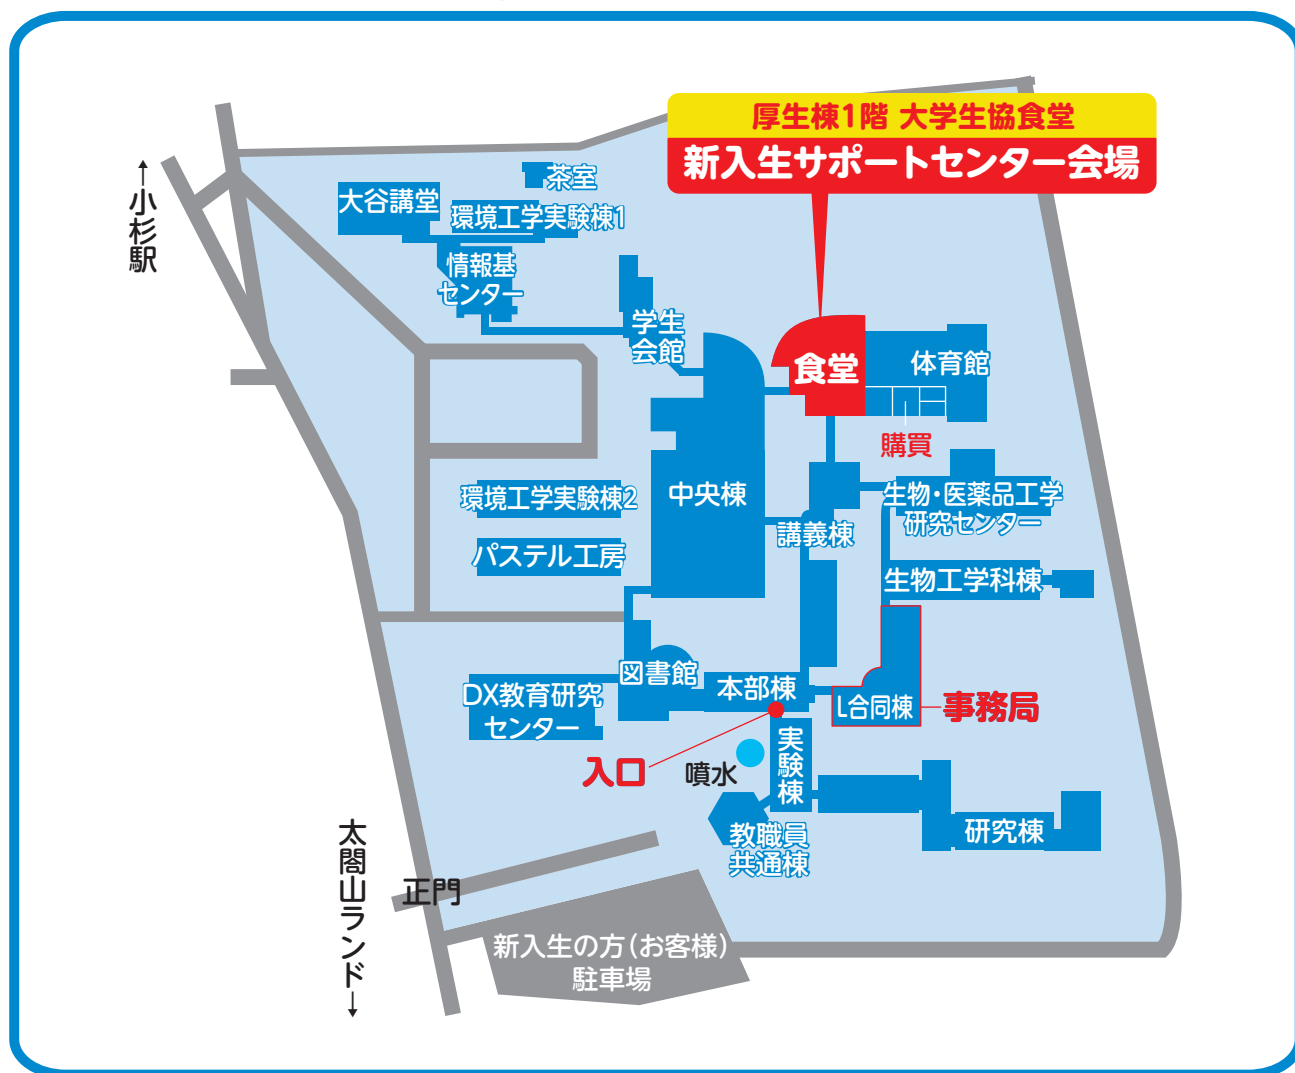 厚生棟1階 大学生協食堂
新入生サポートセンター会場
←小杉駅
茶室
大谷講堂
環境工学実験棟1
情報基
センター
学生
会館
食堂
体育館
購買
中央棟
環境工学実験棟2
パステル工房
講義棟
生物・医薬品工学
研究センター
生物工学科棟
図書館
本部棟
DX教育研究
センター
L合同棟
事務局
入口
噴水
実験棟
教職員
共通棟
研究棟
太閤山ランド→
正門
新入生の方(お客様)
駐車場